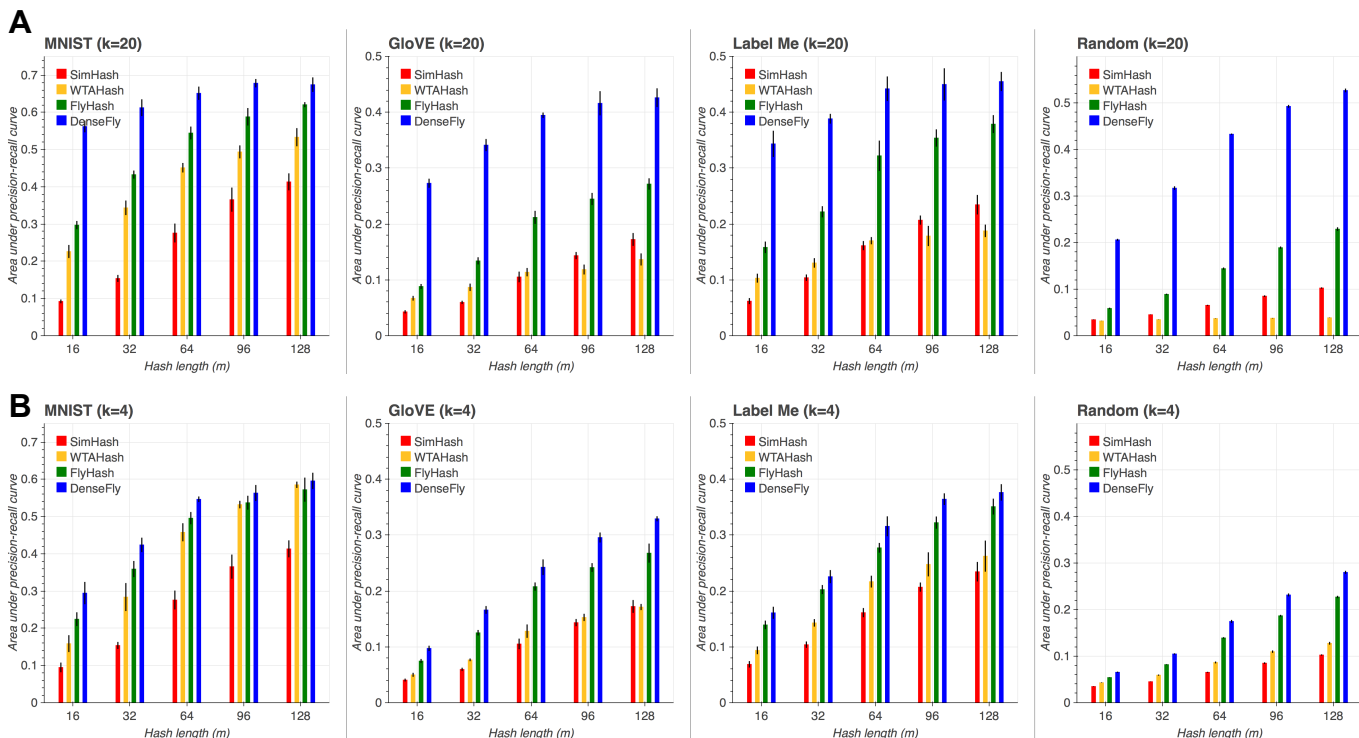 A
MNIST (k=20)
Area under precision-recall curve
0.7
0.6
0.5
0.4
0.3
0.2
0.1
0
SimHash
WTAHash
FlyHash
DenseFly
16 32 64 96 128
Hash length (m)
GloVE (k=20)
Area under precision-recall curve
0.5
0.4
0.3
0.2
0.1
0
SimHash
WTAHash
FlyHash
DenseFly
16 32 64 96 128
Hash length (m)
Label Me (k=20)
Area under precision-recall curve
0.5
0.4
0.3
0.2
0.1
0
SimHash
WTAHash
FlyHash
DenseFly
16 32 64 96 128
Hash length (m)
Random (k=20)
Area under precision-recall curve
0.5
0.4
0.3
0.2
0.1
0
SimHash
WTAHash
FlyHash
DenseFly
16 32 64 96 128
Hash length (m)
B
MNIST (k=4)
Area under precision-recall curve
0.7
0.6
0.5
0.4
0.3
0.2
0.1
0
SimHash
WTAHash
FlyHash
DenseFly
16 32 64 96 128
Hash length (m)
GloVE (k=4)
Area under precision-recall curve
0.5
0.4
0.3
0.2
0.1
0
SimHash
WTAHash
FlyHash
DenseFly
16 32 64 96 128
Hash length (m)
Label Me (k=4)
Area under precision-recall curve
0.5
0.4
0.3
0.2
0.1
0
SimHash
WTAHash
FlyHash
DenseFly
16 32 64 96 128
Hash length (m)
Random (k=4)
Area under precision-recall curve
0.5
0.4
0.3
0.2
0.1
0
SimHash
WTAHash
FlyHash
DenseFly
16 32 64 96 128
Hash length (m)